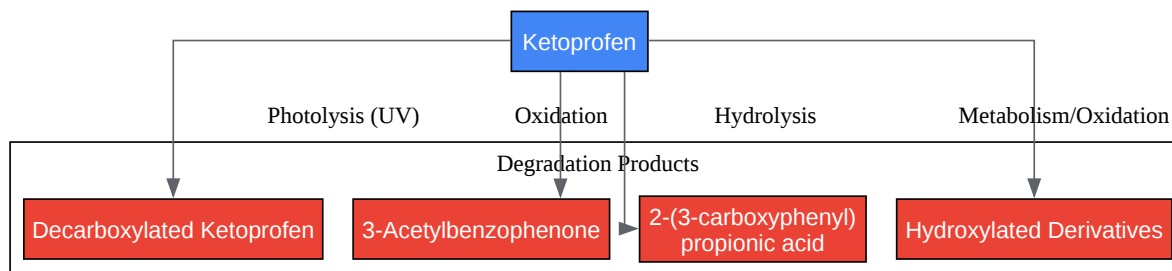 Ketoprofen
Photolysis (UV)
Oxidation
Hydrolysis
Metabolism/Oxidation
Degradation Products
Decarboxylated Ketoprofen
3-Acetylbenzophenone
2-(3-carboxyphenyl)
propionic acid
Hydroxylated Derivatives